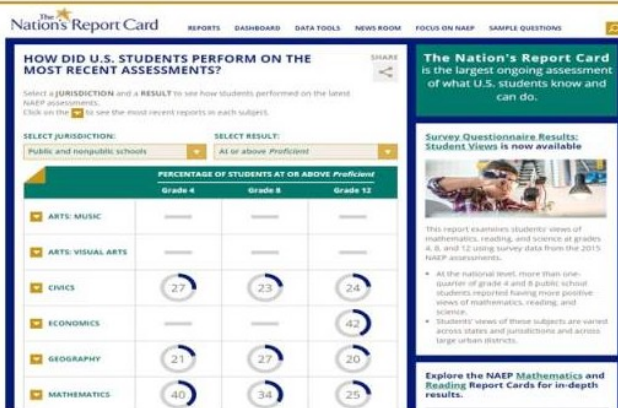 The
Nation's Report Card
REPORTS DASHBOARD DATA TOOLS NEWS ROOM FOCUS ON NAEP SAMPLE QUESTIONS
HOW DID U.S. STUDENTS PERFORM ON THE
MOST RECENT ASSESSMENTS?
SHARE
Select a JURISDICTION and a RESULT to see how students performed on the latest
NAEP assessments.
Click on the to see the most recent reports in each subject.
SELECT JURISDICTION: SELECT RESULT:
Public and nonpublic schools At or above Proficient
PERCENTAGE OF STUDENTS AT OR ABOVE Proficient
Grade 4 Grade 8 Grade 12
ARTS: MUSIC
ARTS: VISUAL ARTS
CIVICS 27 23 24
ECONOMICS 42
GEOGRAPHY 21 27 20
MATHEMATICS 40 34 25
The Nation's Report Card
is the largest ongoing assessment
of what U.S. students know and
can do.
Survey Questionnaire Results:
Student Views is now available
This report examines students' views of
mathematics, reading, and science at grades
4, 8, and 12 using survey data from the 2015
NAEP assessments.
• At the national level, more than one-
quarter of grade 4 and 8 public school
students reported having more positive
views of mathematics, reading, and
science.
• Students' views of these subjects are varied
across states and jurisdictions and across
large urban districts.
Explore the NAEP Mathematics and
Reading Report Cards for in-depth
results.